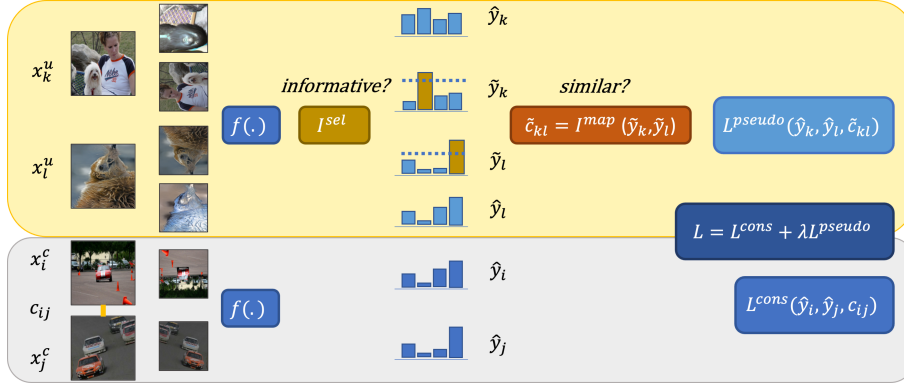 ŷ_k
x_k^u
informative?
similar?
ỹ_k
f(.)
I^sel
c̃_kl = I^map (ỹ_k,ỹ_l)
L^pseudo(ŷ_k, ŷ_l, c̃_kl)
x_l^u
ỹ_l
ŷ_l
L = L^cons + λL^pseudo
x_i^c
ŷ_i
c_ij
f(.)
L^cons(ŷ_i, ŷ_j, c_ij)
x_j^c
ŷ_j